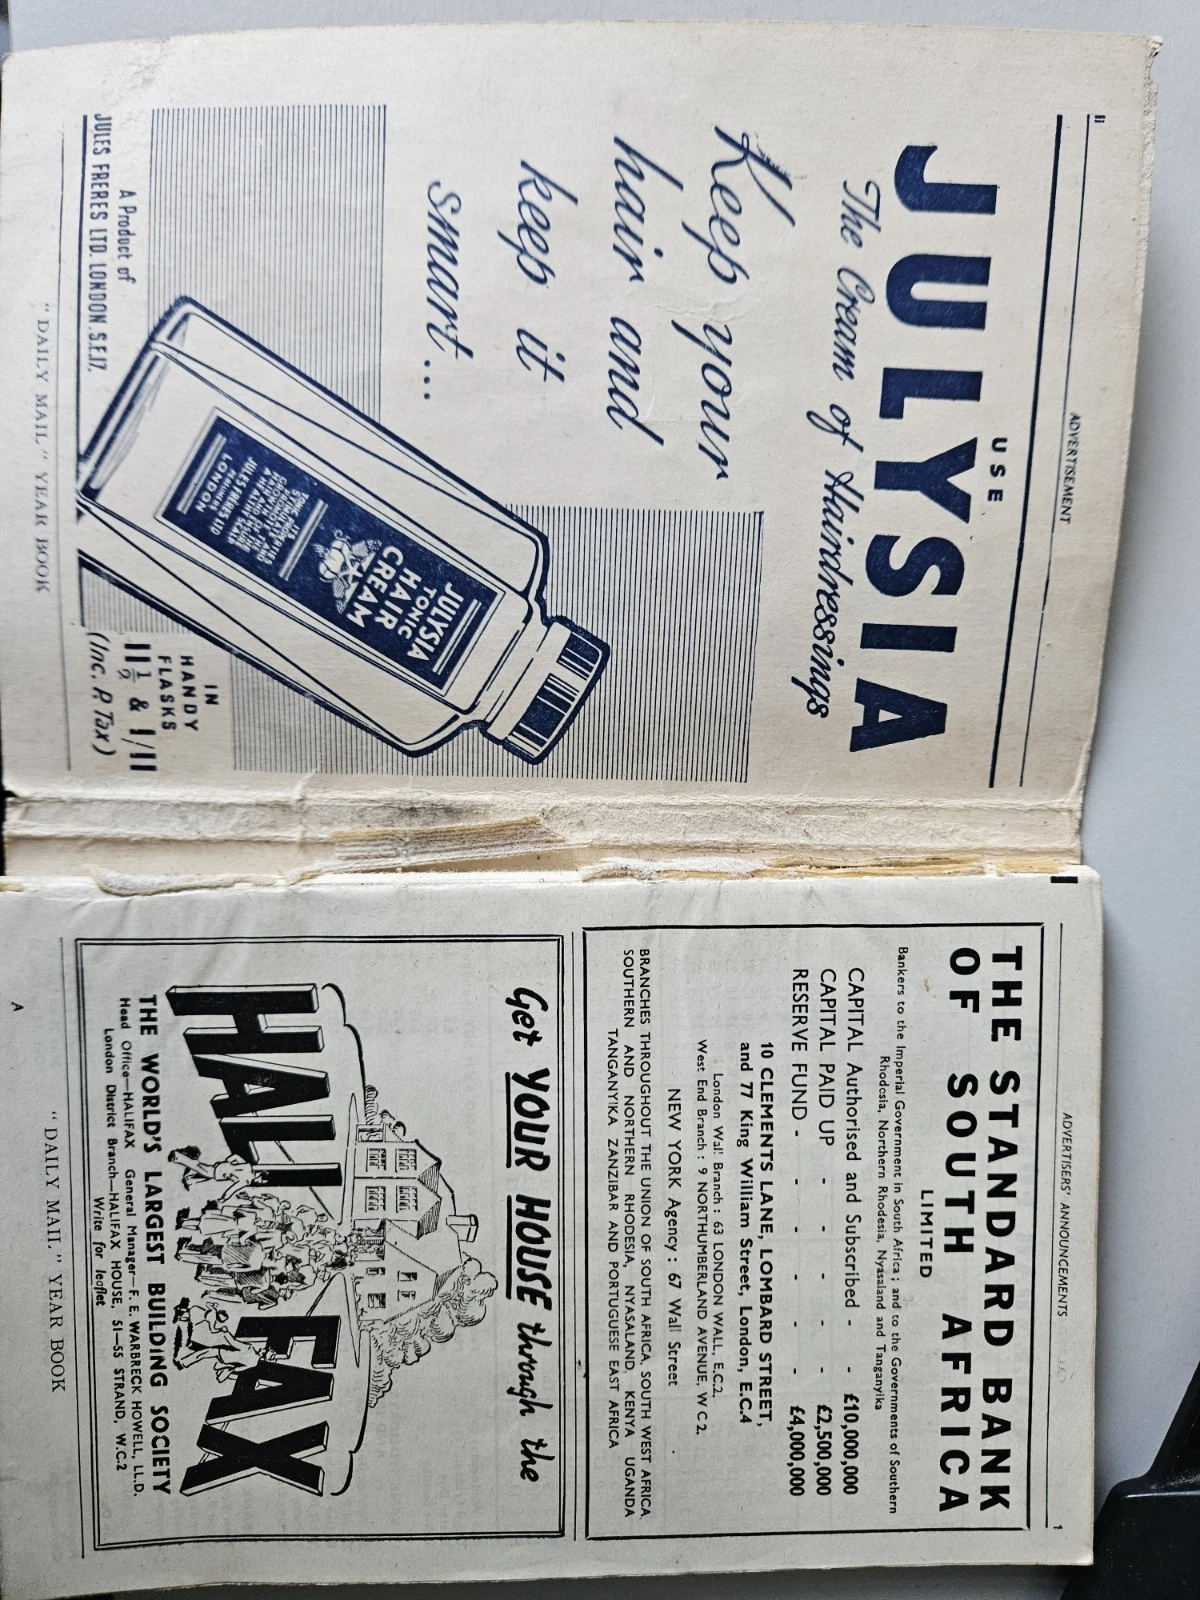 ii
ADVERTISEMENT
USE
JULYSIA
The Cream of Hairdressings
Keep your
hair and
keep it
smart...
JULYSIA
TONIC
HAIR
CREAM
JULES FRERES LTD
LONDON
IN
HANDY
FLASKS
11½ & 1/11
(Inc. P. Tax)
A Product of
JULES FRERES LTD. LONDON. S.E.17.
"DAILY MAIL" YEAR BOOK
ADVERTISERS' ANNOUNCEMENTS
1
THE STANDARD BANK
OF SOUTH AFRICA
LIMITED
Bankers to the Imperial Government in South Africa; and to the Governments of Southern
Rhodesia, Northern Rhodesia, Nyasaland and Tanganyika
CAPITAL Authorised and Subscribed - - £10,000,000
CAPITAL PAID UP - - - - - £2,500,000
RESERVE FUND - - - - - - £4,000,000
10 CLEMENTS LANE, LOMBARD STREET,
and 77 King William Street, London, E.C.4
London Wall Branch: 63 LONDON WALL, E.C.2.
West End Branch: 9 NORTHUMBERLAND AVENUE, W.C.2.
NEW YORK Agency: 67 Wall Street
BRANCHES THROUGHOUT THE UNION OF SOUTH AFRICA, SOUTH WEST AFRICA,
SOUTHERN AND NORTHERN RHODESIA, NYASALAND, KENYA UGANDA
TANGANYIKA ZANZIBAR AND PORTUGUESE EAST AFRICA
Get YOUR HOUSE through the
HALIFAX
THE WORLD'S LARGEST BUILDING SOCIETY
Head Office—HALIFAX General Manager—F. E. WARBRECK HOWELL, LL.D.
London District Branch—HALIFAX HOUSE, 51—55 STRAND, W.C.2
Write for leaflet
"DAILY MAIL" YEAR BOOK
A